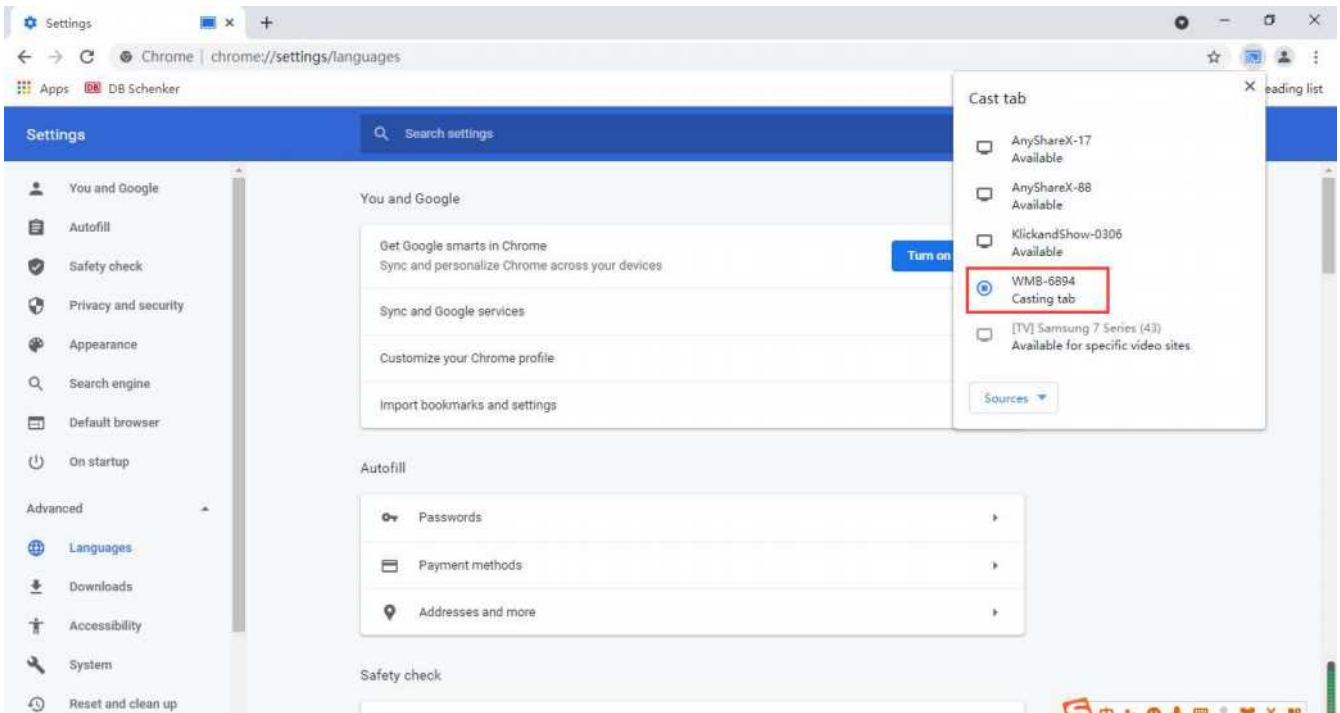 Settings
Chrome | chrome://settings/languages
Apps DB DB Schenker
eading list
Settings
Search settings
You and Google
Autofill
Safety check
Privacy and security
Appearance
Search engine
Default browser
On startup
Advanced
Languages
Downloads
Accessibility
System
Reset and clean up
You and Google
Get Google smarts in Chrome
Sync and personalize Chrome across your devices
Turn on
Sync and Google services
Customize your Chrome profile
Import bookmarks and settings
Autofill
Passwords
Payment methods
Addresses and more
Safety check
Cast tab
AnyShareX-17
Available
AnyShareX-88
Available
KlickandShow-0306
Available
WMB-6894
Casting tab
[TV] Samsung 7 Series (43)
Available for specific video sites
Sources